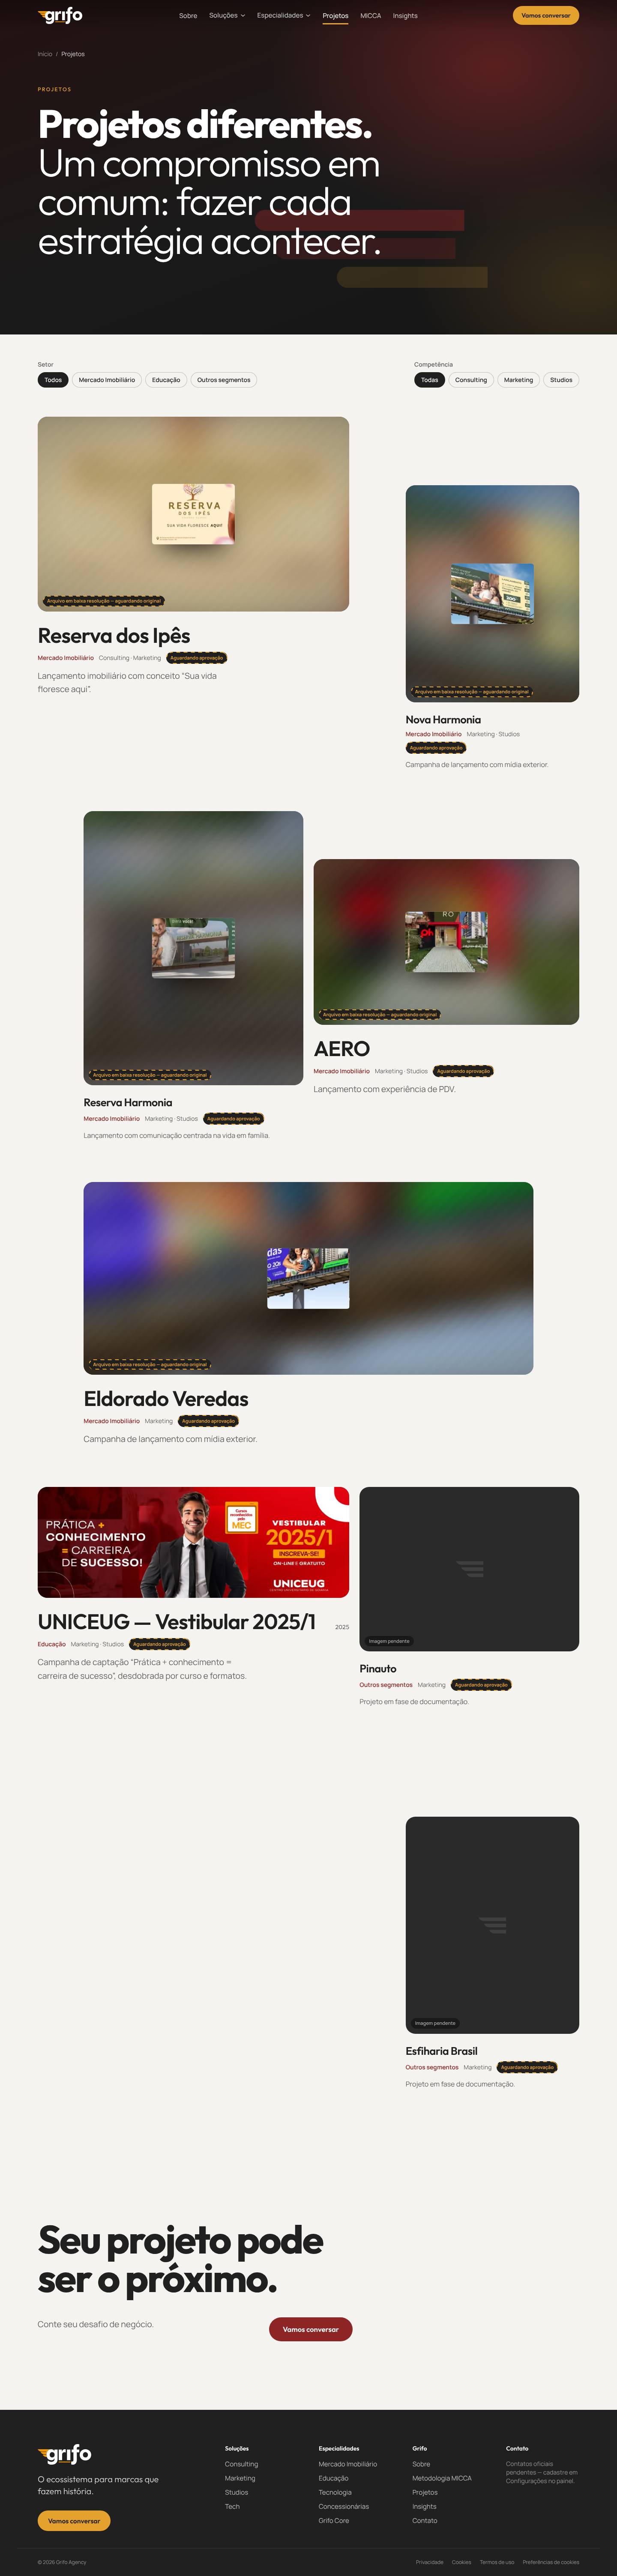 grifo
Sobre
Soluções
Especialidades
Projetos
MICCA
Insights
Vamos conversar
Início / Projetos
PROJETOS
Projetos diferentes.
Um compromisso em
comum: fazer cada
estratégia acontecer.
Setor
Todos
Mercado Imobiliário
Educação
Outros segmentos
Competência
Todas
Consulting
Marketing
Studios
RESERVA
DOS IPÊS
SUA VIDA FLORESCE AQUI!
Arquivo em baixa resolução — aguardando original
Reserva dos Ipês
Mercado Imobiliário Consulting · Marketing Aguardando aprovação
Lançamento imobiliário com conceito “Sua vida
floresce aqui”.
Arquivo em baixa resolução — aguardando original
Nova Harmonia
Mercado Imobiliário Marketing · Studios
Aguardando aprovação
Campanha de lançamento com mídia exterior.
Arquivo em baixa resolução — aguardando original
Reserva Harmonia
Mercado Imobiliário Marketing · Studios Aguardando aprovação
Lançamento com comunicação centrada na vida em família.
RO
Arquivo em baixa resolução — aguardando original
AERO
Mercado Imobiliário Marketing · Studios Aguardando aprovação
Lançamento com experiência de PDV.
Arquivo em baixa resolução — aguardando original
Eldorado Veredas
Mercado Imobiliário Marketing Aguardando aprovação
Campanha de lançamento com mídia exterior.
PRÁTICA +
CONHECIMENTO
= CARREIRA
DE SUCESSO!
Cursos
reconhecidos
pelo
MEC
VESTIBULAR
2025/1
INSCREVA-SE!
ON-LINE E GRATUITO
UNICEUG
UNICEUG — Vestibular 2025/1
2025
Educação Marketing · Studios Aguardando aprovação
Campanha de captação “Prática + conhecimento =
carreira de sucesso”, desdobrada por curso e formatos.
Imagem pendente
Pinauto
Outros segmentos Marketing Aguardando aprovação
Projeto em fase de documentação.
Imagem pendente
Esfiharia Brasil
Outros segmentos Marketing Aguardando aprovação
Projeto em fase de documentação.
Seu projeto pode
ser o próximo.
Conte seu desafio de negócio.
Vamos conversar
grifo
O ecossistema para marcas que
fazem história.
Vamos conversar
Soluções
Consulting
Marketing
Studios
Tech
Especialidades
Mercado Imobiliário
Educação
Tecnologia
Concessionárias
Grifo Core
Grifo
Sobre
Metodologia MICCA
Projetos
Insights
Contato
Contato
Contatos oficiais
pendentes — cadastre em
Configurações no painel.
© 2026 Grifo Agency
Privacidade
Cookies
Termos de uso
Preferências de cookies